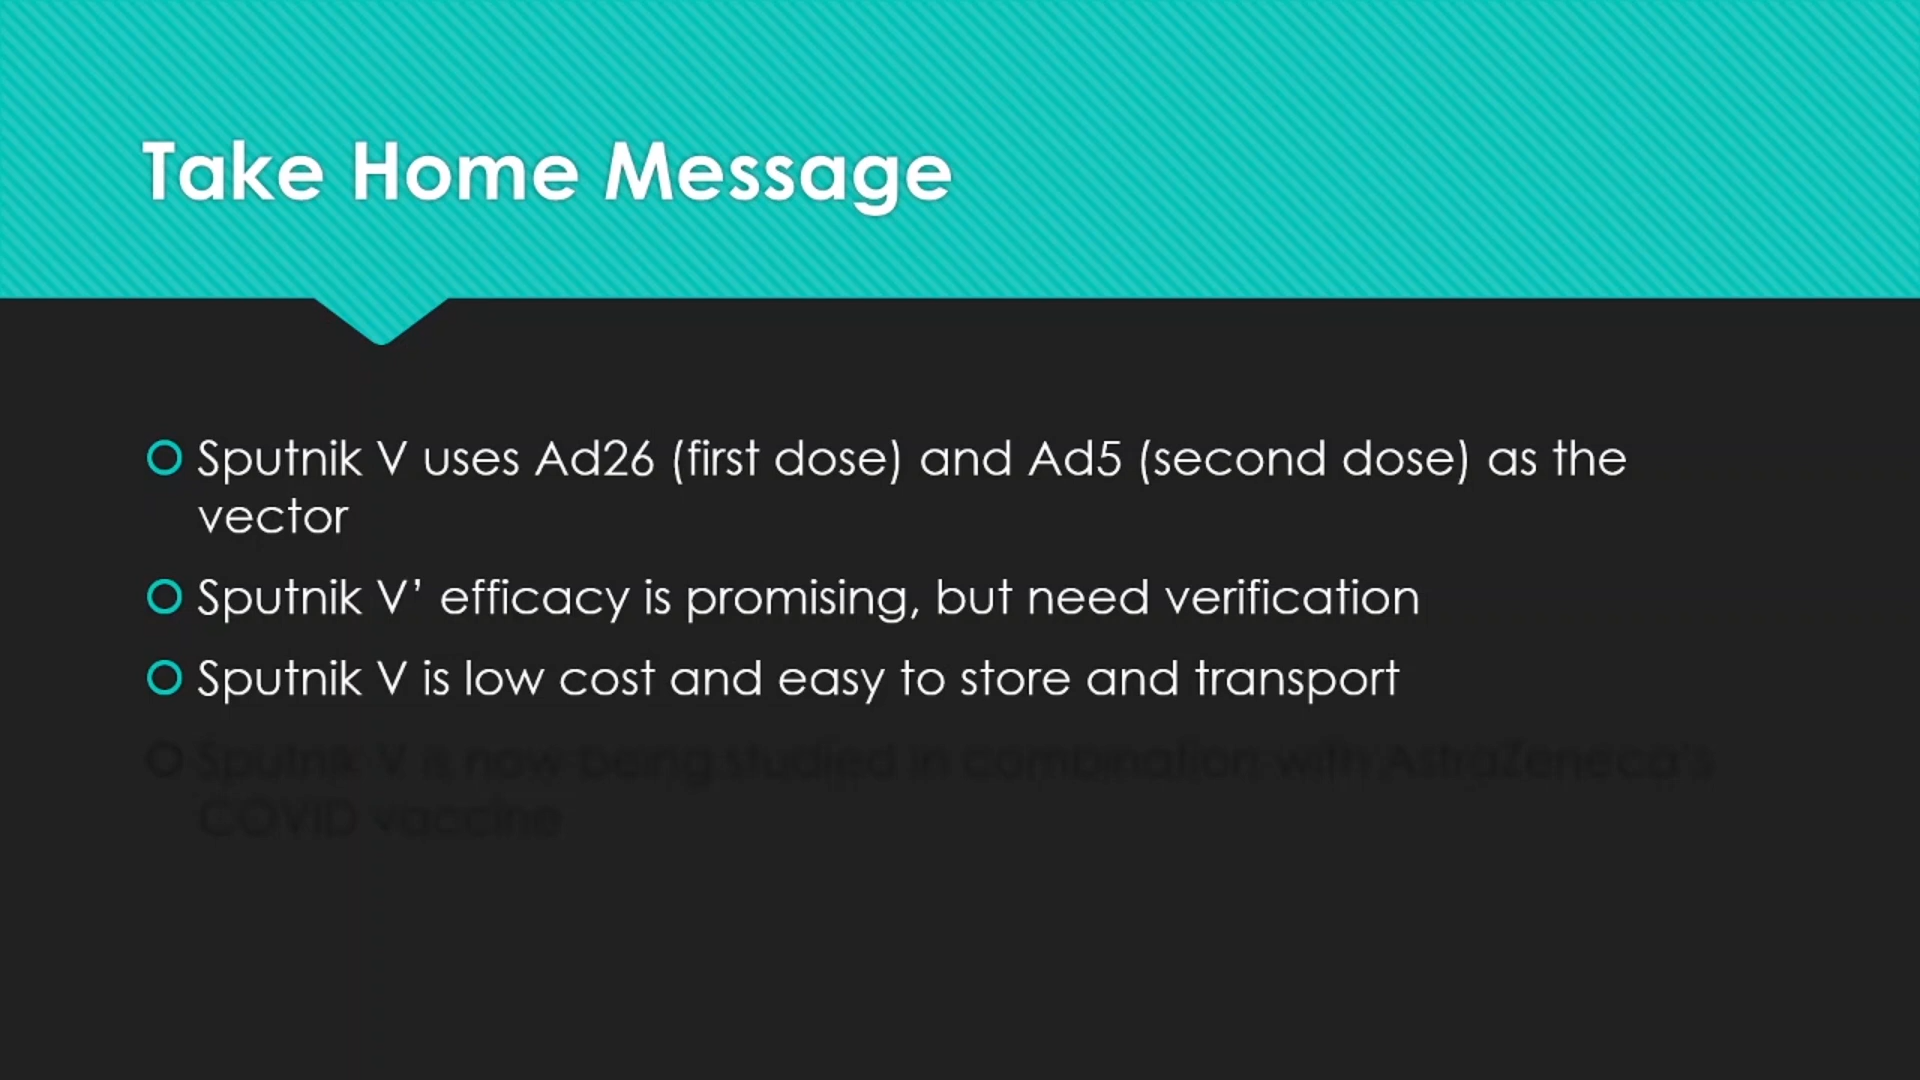 Take Home Message
Sputnik V uses Ad26 (first dose) and Ad5 (second dose) as the
vector
Sputnik V’ efficacy is promising, but need verification
Sputnik V is low cost and easy to store and transport
Sputnik V is now being studied in combination with AstraZeneca's
COVID vaccine